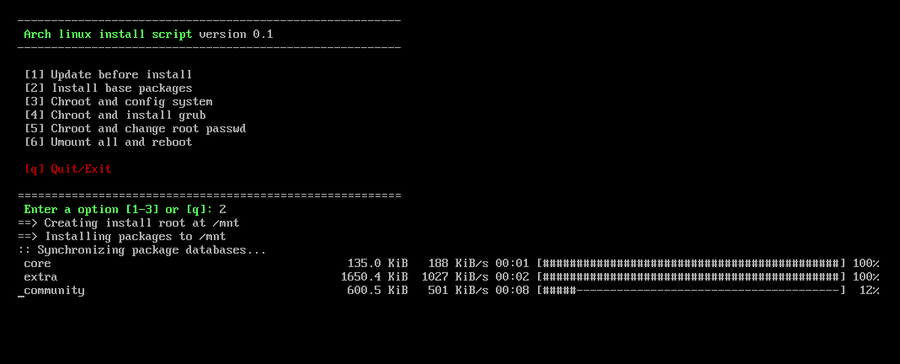 ---------------------------------------------------------
Arch linux install script version 0.1
---------------------------------------------------------
[1] Update before install
[2] Install base packages
[3] Chroot and config system
[4] Chroot and install grub
[5] Chroot and change root passwd
[6] Umount all and reboot
[q] Quit/Exit
=========================================================
Enter a option [1-3] or [q]: 2
==> Creating install root at /mnt
==> Installing packages to /mnt
:: Synchronizing package databases...
core 135.0 KiB 188 KiB/s 00:01 [############################################] 100%
extra 1650.4 KiB 1027 KiB/s 00:02 [############################################] 100%
community 600.5 KiB 501 KiB/s 00:08 [#####---------------------------------------] 12%